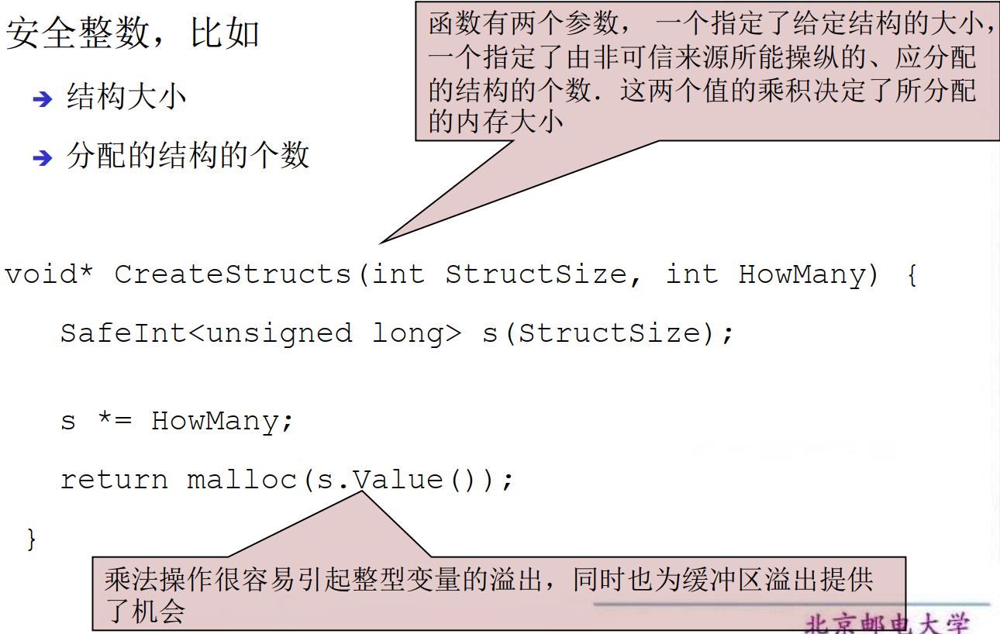 安全整数，比如
➔ 结构大小
➔ 分配的结构的个数
函数有两个参数， 一个指定了给定结构的大小，
一个指定了由非可信来源所能操纵的、应分配
的结构的个数．这两个值的乘积决定了所分配
的内存大小
void* CreateStructs(int StructSize, int HowMany) {
SafeInt<unsigned long> s(StructSize);
s *= HowMany;
return malloc(s.Value());
}
乘法操作很容易引起整型变量的溢出，同时也为缓冲区溢出提供
了机会
北京邮电大学